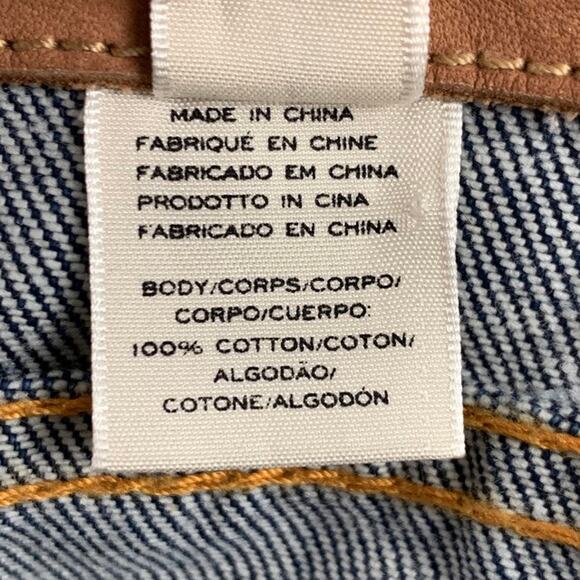 MADE IN CHINA
FABRIQUÉ EN CHINE
FABRICADO EM CHINA
PRODOTTO IN CINA
FABRICADO EN CHINA
BODY/CORPS/CORPO/
CORPO/CUERPO:
100% COTTON/COTON/
ALGODÃO/
COTONE/ALGODÓN